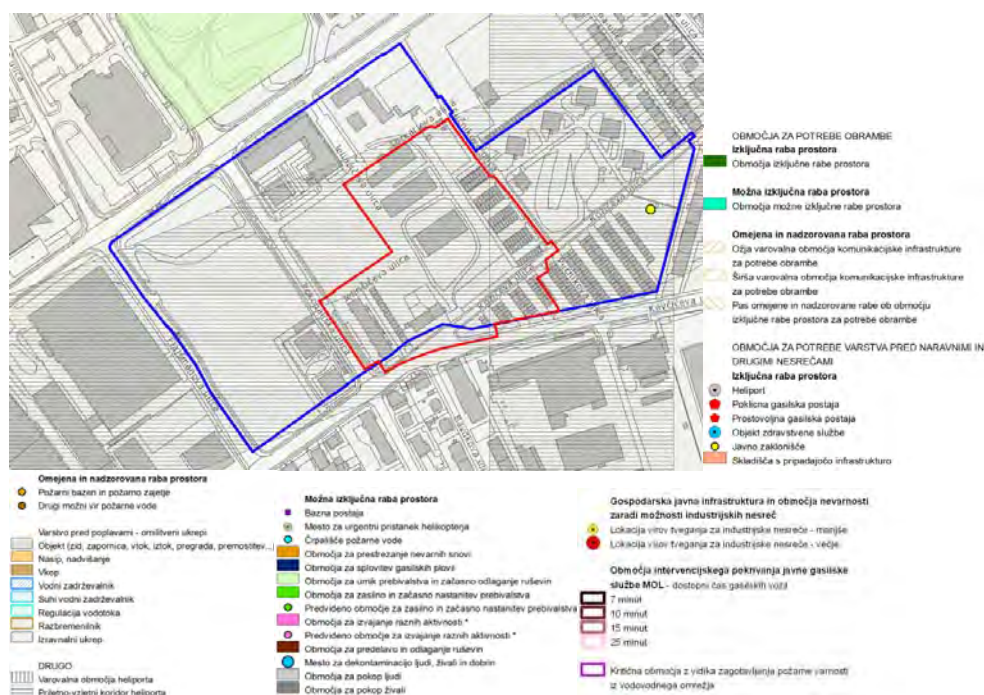 OBMOČJA ZA POTREBE OBRAMBE
Izključna raba prostora
Območja izključne rabe prostora
Možna izključna raba prostora
Območja možne izključne rabe prostora
Omejena in nadzorovana raba prostora
Ožja varovalna območja komunikacijske infrastrukture
za potrebe obrambe
Širša varovalna območja komunikacijske infrastrukture
za potrebe obrambe
Pas omejene in nadzorovane rabe ob območju
izključne rabe prostora za potrebe obrambe
OBMOČJA ZA POTREBE VARSTVA PRED NARAVNIMI IN
DRUGIMI NESREČAMI
Izključna raba prostora
Heliport
Poklicna gasilska postaja
Prostovoljna gasilska postaja
Objekt zdravstvene službe
Javno zaklonišče
Skladišča s pripadajočo infrastrukturo
Omejena in nadzorovana raba prostora
Požarni bazen in požarno zajetje
Drugi možni vir požarne vode
Varstvo pred poplavami - omilitveni ukrepi
Objekt (zid, zapornica, vtok, iztok, pregrada, premostitev...)
Nasip, nadvišanje
Vkop
Vodni zadrževalnik
Suhi vodni zadrževalnik
Regulacija vodotoka
Razbremenilnik
Izravnalni ukrep
DRUGO
Varovalna območja heliporta
Priletno-vzletni koridor heliporta
Možna izključna raba prostora
Bazna postaja
Mesto za urgentni pristanek helikopterja
Črpališče požarne vode
Območja za prestrezanje nevarnih snovi
Območja za splovitev gasilskih plovil
Območja za umik prebivalstva in začasno odlaganje ruševin
Območja za zasilno in začasno nastanitev prebivalstva
Predvideno območje za zasilno in začasno nastanitev prebivalstva
Območja za izvajanje raznih aktivnosti *
Predvideno območje za izvajanje raznih aktivnosti *
Območja za predelavo in odlaganje ruševin
Mesto za dekontaminacijo ljudi, živali in dobrin
Območja za pokop ljudi
Območja za pokop živali
Gospodarska javna infrastruktura in območja nevarnosti
zaradi možnosti industrijskih nesreč
Lokacija virov tveganja za industrijske nesreče - manjše
Lokacija virov tveganja za industrijske nesreče - večje
Območja intervencijskega pokrivanja javne gasilske
službe MOL - dostopni čas gasilskih vozil
7 minut
10 minut
15 minut
25 minut
Kritična območja z vidika zagotavljanja požarne varnosti
iz vodovodnega omrežja